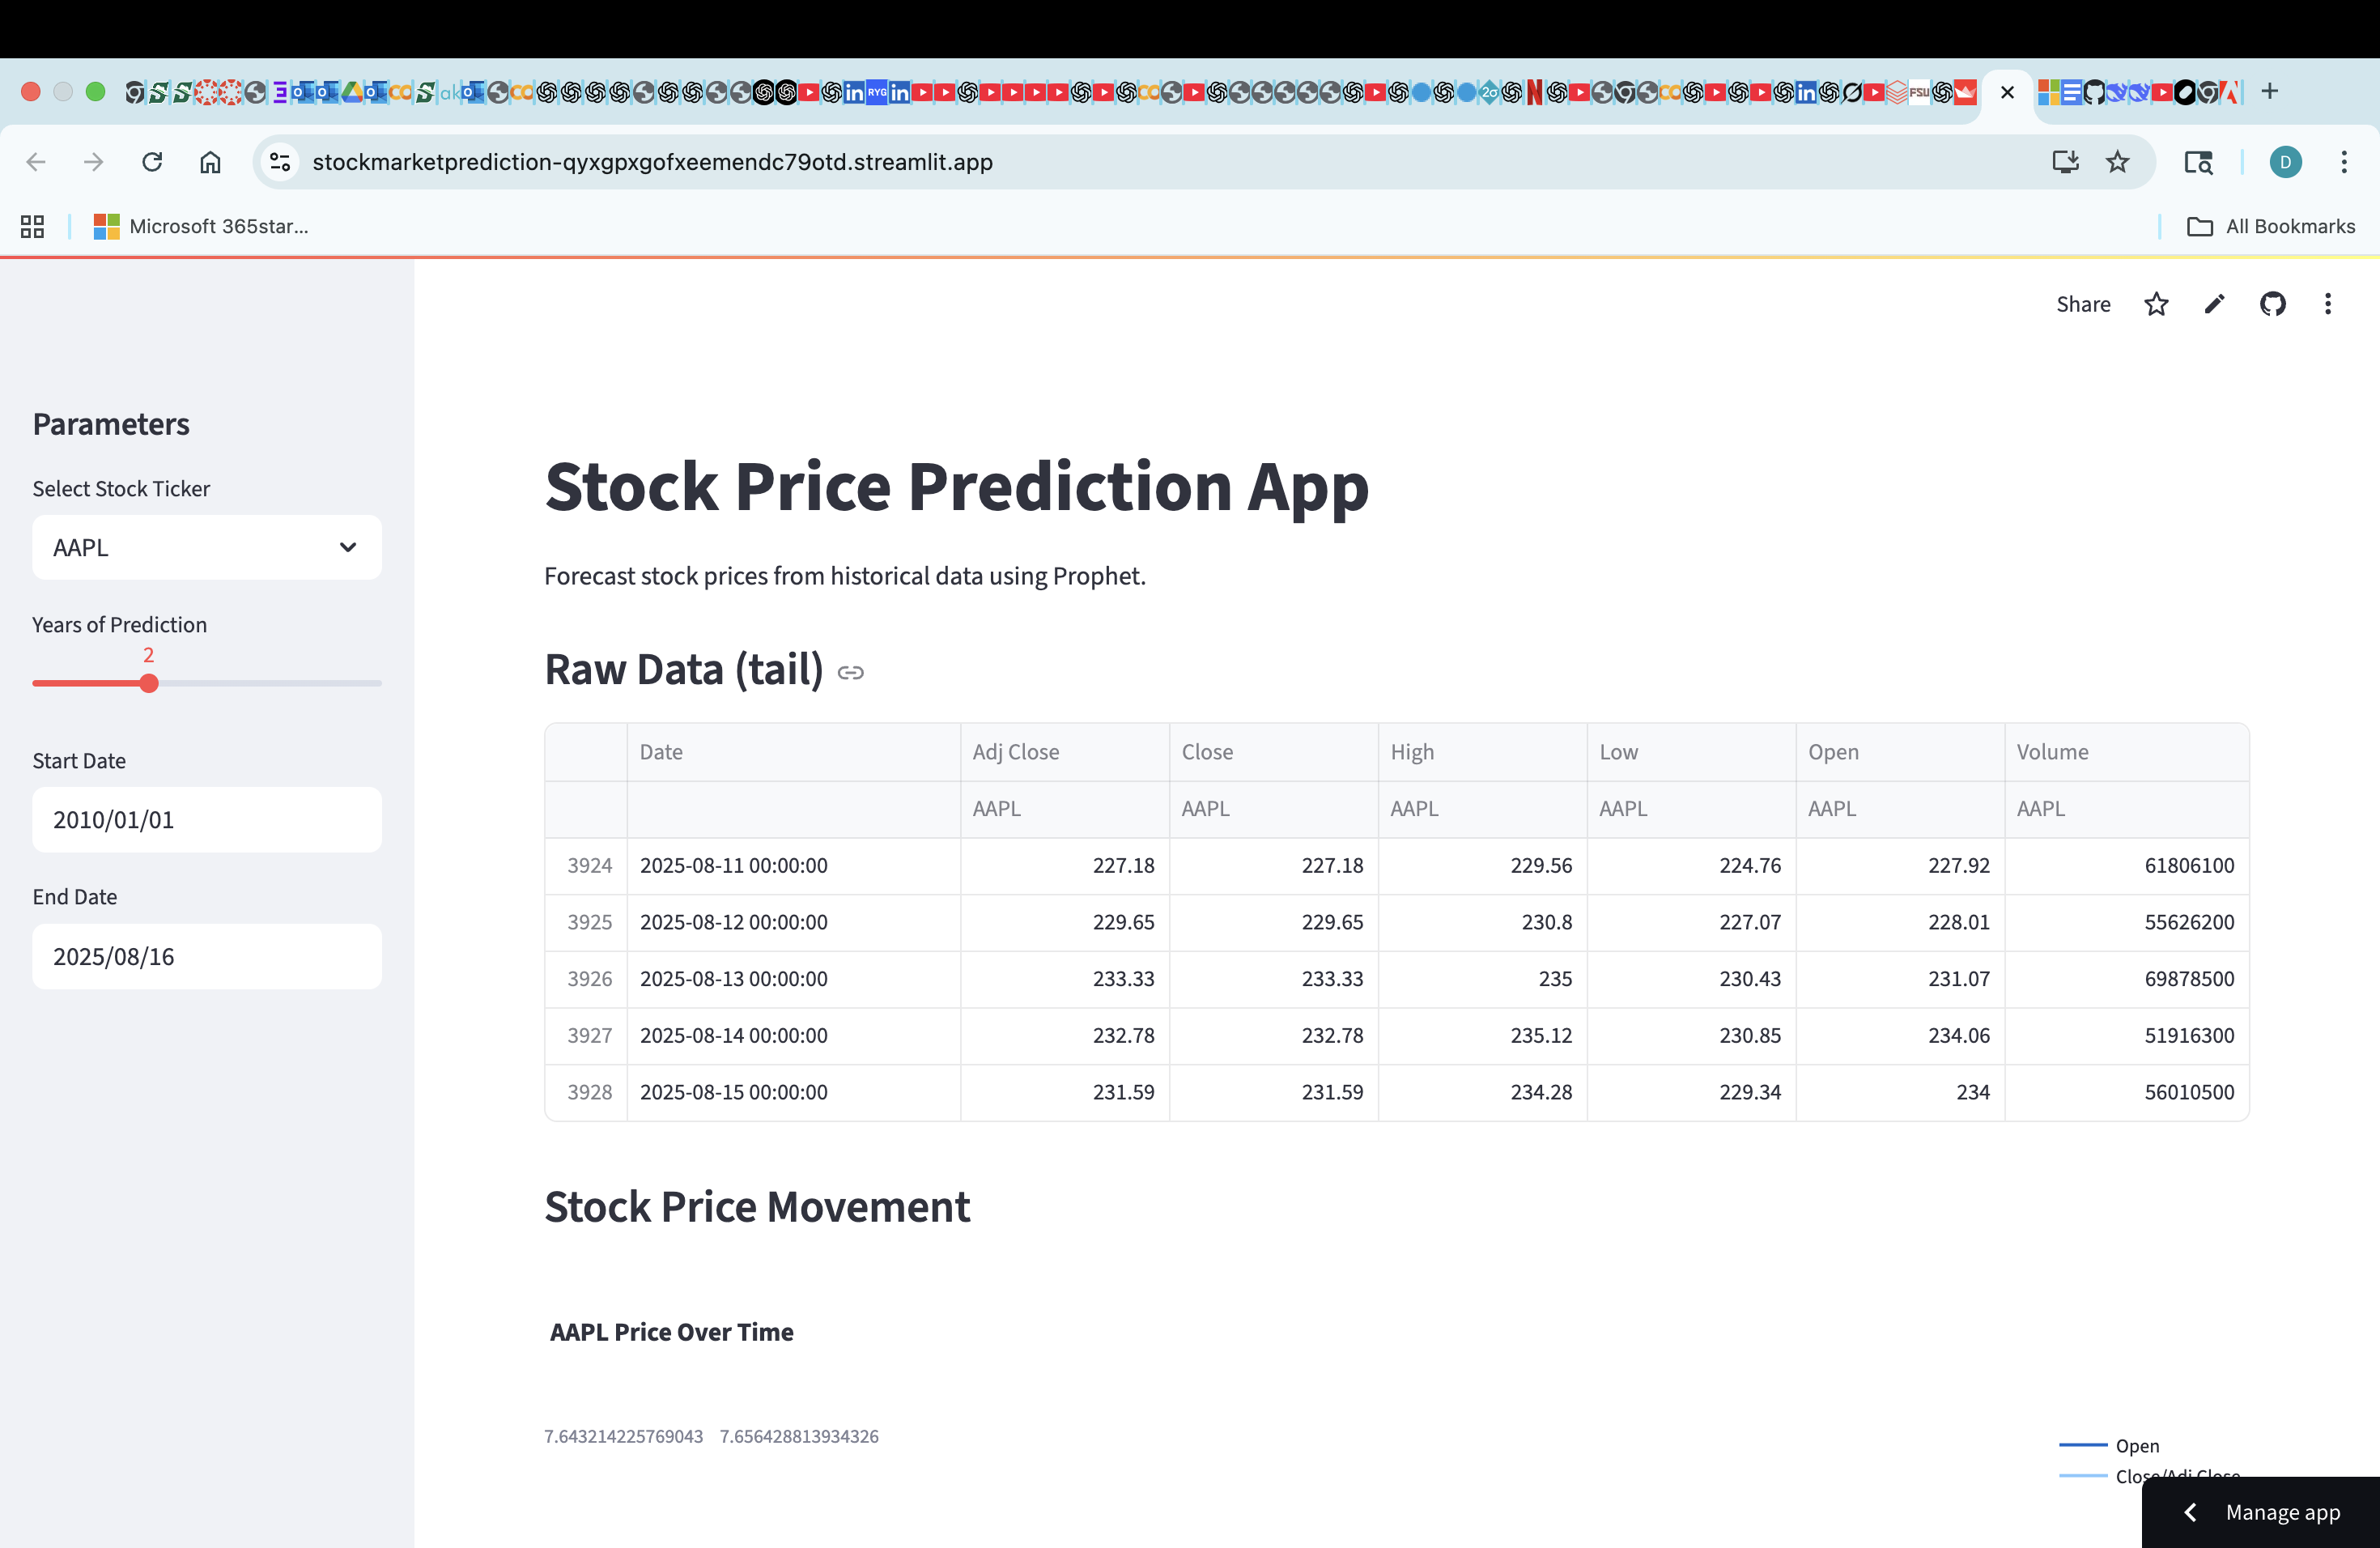 stockmarketprediction-qyxgpxgofxeemendc79otd.streamlit.app
D
Microsoft 365star...
All Bookmarks
Share
Parameters
Select Stock Ticker
AAPL
Years of Prediction
2
Start Date
2010/01/01
End Date
2025/08/16
Stock Price Prediction App
Forecast stock prices from historical data using Prophet.
Raw Data (tail)
Date Adj Close Close High Low Open Volume
AAPL AAPL AAPL AAPL AAPL AAPL
3924 2025-08-11 00:00:00 227.18 227.18 229.56 224.76 227.92 61806100
3925 2025-08-12 00:00:00 229.65 229.65 230.8 227.07 228.01 55626200
3926 2025-08-13 00:00:00 233.33 233.33 235 230.43 231.07 69878500
3927 2025-08-14 00:00:00 232.78 232.78 235.12 230.85 234.06 51916300
3928 2025-08-15 00:00:00 231.59 231.59 234.28 229.34 234 56010500
Stock Price Movement
AAPL Price Over Time
7.643214225769043 7.656428813934326
Open
Close/Adj Close
Manage app